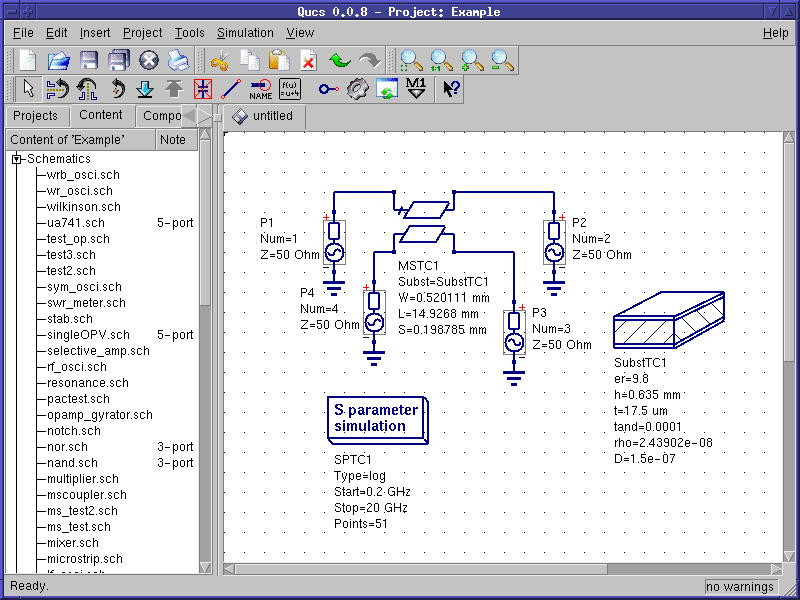 Qucs 0.0.8 - Project: Example
File Edit Insert Project Tools Simulation View Help
NAME
f(u)
=u+4
M1
1:1
Projects Content Compo
untitled
Content of 'Example' Note
Schematics
wrb_osci.sch
wr_osci.sch
wilkinson.sch
ua741.sch 5-port
test_op.sch
test3.sch
test2.sch
sym_osci.sch
swr_meter.sch
stab.sch
singleOPV.sch 5-port
selective_amp.sch
rf_osci.sch
resonance.sch
pactest.sch
opamp_gyrator.sch
notch.sch
nor.sch 3-port
nand.sch 3-port
multiplier.sch
mscoupler.sch
ms_test2.sch
ms_test.sch
mixer.sch
microstrip.sch
P1
Num=1
Z=50 Ohm
P2
Num=2
Z=50 Ohm
P4
Num=4
Z=50 Ohm
MSTC1
Subst=SubstTC1
W=0.520111 mm
L=14.9268 mm
S=0.198785 mm
P3
Num=3
Z=50 Ohm
SubstTC1
er=9.8
h=0.635 mm
t=17.5 um
tand=0.0001
rho=2.43902e-08
D=1.5e-07
S parameter
simulation
SPTC1
Type=log
Start=0.2 GHz
Stop=20 GHz
Points=51
Ready.
no warnings